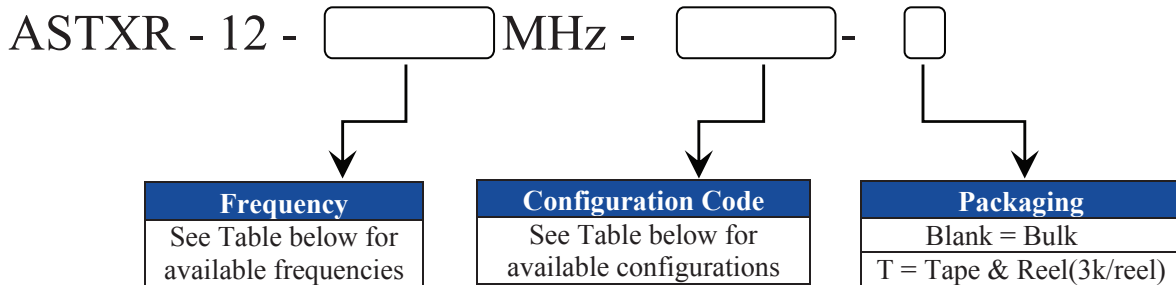 ASTXR - 12 - MHz - -
Frequency
See Table below for
available frequencies
Configuration Code
See Table below for
available configurations
Packaging
Blank = Bulk
T = Tape & Reel(3k/reel)